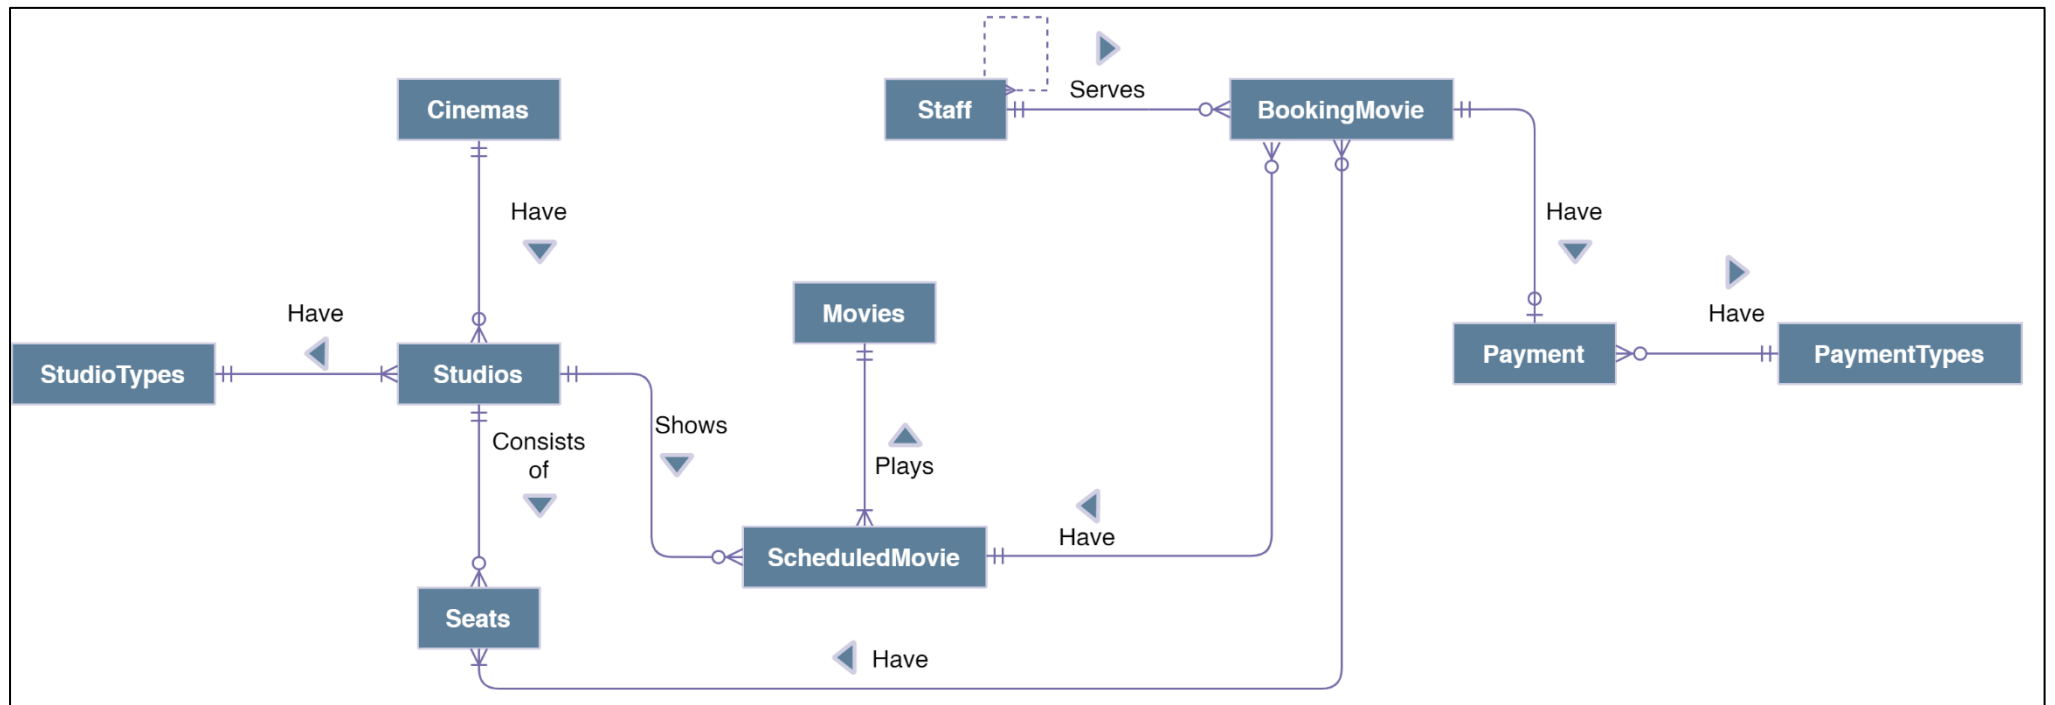 Serves
Cinemas
Staff
BookingMovie
Have
Have
Have
Movies
Have
StudioTypes
Studios
Payment
PaymentTypes
Shows
Consists
of
Plays
Have
ScheduledMovie
Seats
Have